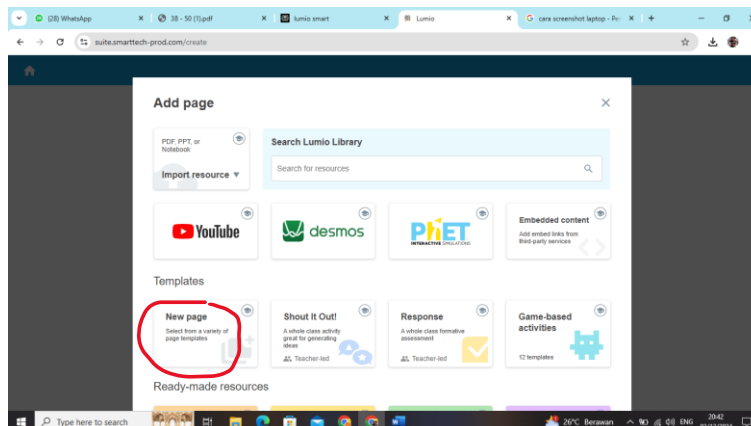 (28) WhatsApp
38 - 50 (1).pdf
lumio smart
Lumio
cara screenshot laptop - Pen
suite.smarttech-prod.com/create
Add page
PDF, PPT, or
Notebook
Import resource
Search Lumio Library
Search for resources
YouTube
desmos
PhET
INTERACTIVE SIMULATIONS
Embedded content
Add embed links from
third-party services
Templates
New page
Select from a variety of
page templates
Shout It Out!
A whole class activity
great for generating
ideas
Teacher-led
Response
A whole class formative
assessment
Teacher-led
Game-based
activities
12 templates
Ready-made resources
Type here to search
26°C Berawan
ENG
20:42